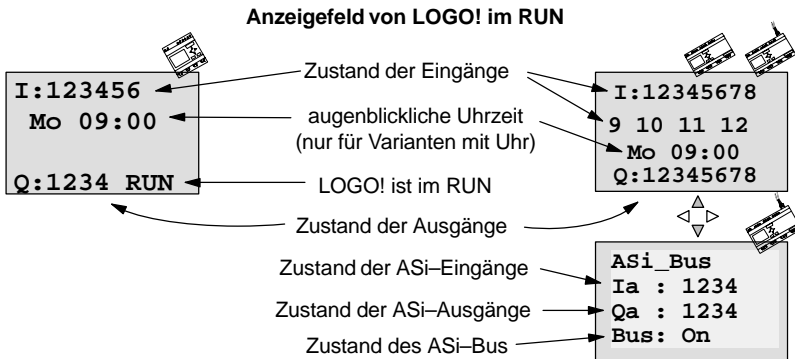 Anzeigefeld von LOGO! im RUN
I:123456
Mo 09:00
Q:1234 RUN
Zustand der Eingänge
augenblickliche Uhrzeit
(nur für Varianten mit Uhr)
LOGO! ist im RUN
Zustand der Ausgänge
Zustand der ASi–Eingänge
Zustand der ASi–Ausgänge
Zustand des ASi–Bus
I:12345678
9 10 11 12
Mo 09:00
Q:12345678
ASi_Bus
Ia : 1234
Qa : 1234
Bus: On